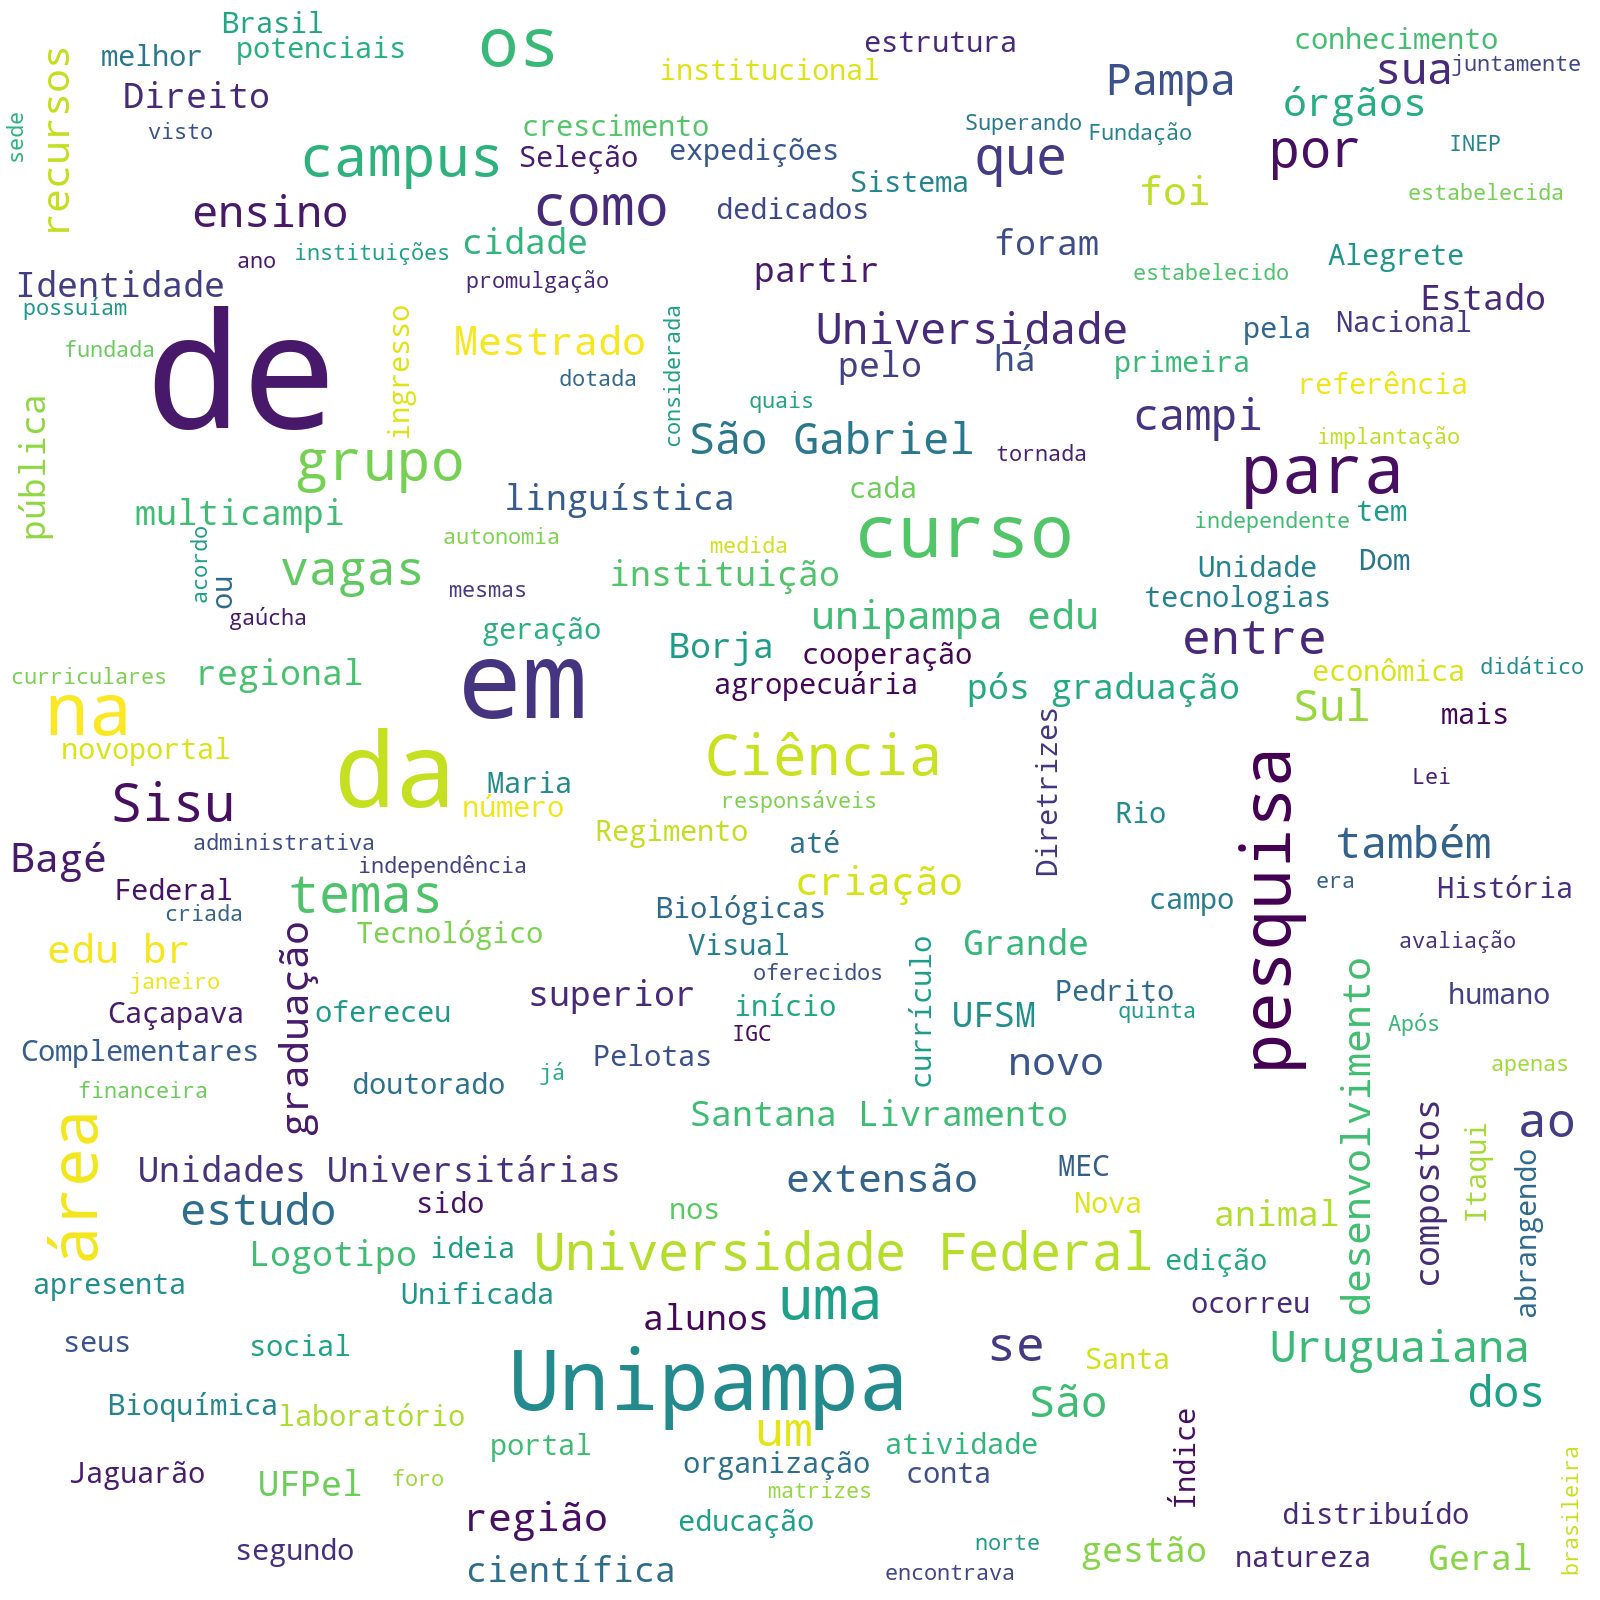 Brasil
os
estrutura
conhecimento
melhor
potenciais
institucional
sua
juntamente
recursos
Direito
Pampa
órgãos
sede
visto
crescimento
Superando
Fundação
INEP
campus
Seleção
expedições
que
por
Sistema
foi
estabelecida
ensino
como
dedicados
cidade
foram
instituições
ano
Alegrete
Identidade
promulgação
partir
estabelecido
Estado
possuíam
fundada
de
ingresso
Mestrado
considerada
Universidade
pela
Nacional
pelo
há
primeira
dotada
quais
referência
pública
campi
São Gabriel
implantação
grupo
tornada
para
linguística
cada
multicampi
independente
tem
curso
autonomia
medida
acordo
ou
vagas
instituição
Unidade
Dom
mesmas
tecnologias
gaúcha
unipampa edu
geração
entre
Borja
cooperação
curriculares
regional
em
agropecuária
pós graduação
econômica
didático
na
Sul
mais
novoportal
da
Ciência
Diretrizes
pesquisa
Maria
Lei
Sisu
número
responsáveis
Rio
Regimento
administrativa
até
também
Bagé
independência
Federal
temas
criação
era
História
criada
Biológicas
campo
graduação
Tecnológico
edu br
Visual
currículo
Grande
avaliação
janeiro
oferecidos
desenvolvimento
superior
Pedrito
humano
Caçapava
ofereceu
início
UFSM
quinta
IGC
Após
Complementares
Pelotas
novo
financeira
doutorado
já
apenas
área
Santana Livramento
compostos
Itaqui
ao
Unidades Universitárias
extensão
MEC
abrangendo
estudo
sido
nos
Nova
animal
Logotipo
ideia
Universidade Federal
edição
apresenta
Unificada
uma
ocorreu
alunos
seus
social
se
Santa
Uruguaiana
Unipampa
São
dos
Bioquímica
laboratório
um
Índice
portal
atividade
Jaguarão
UFPel
foro
organização
conta
matrizes
brasileira
região
educação
distribuído
segundo
norte
gestão
natureza
Geral
científica
encontrava